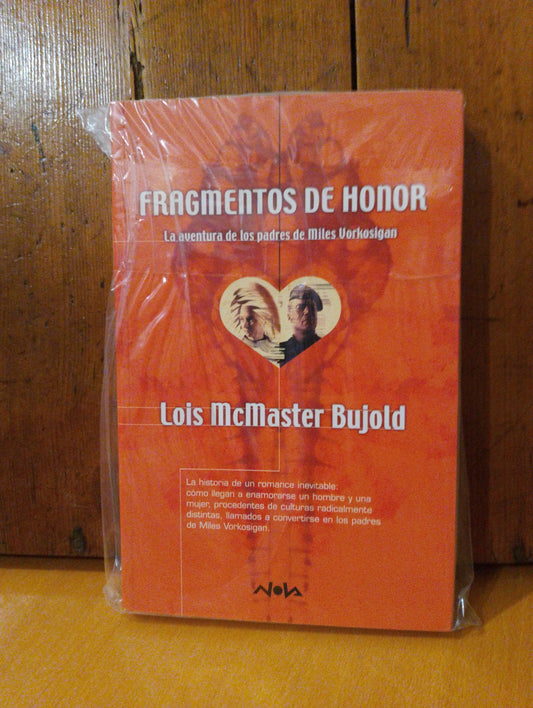 FRAGMENTOS DE HONOR
La aventura de los padres de Miles Vorkosigan
Lois McMaster Bujold
La historia de un romance inevitable:
cómo llegan a enamorarse un hombre y una
mujer, procedentes de culturas radicalmente
distintas, llamados a convertirse en los padres
de Miles Vorkosigan.
NOVA